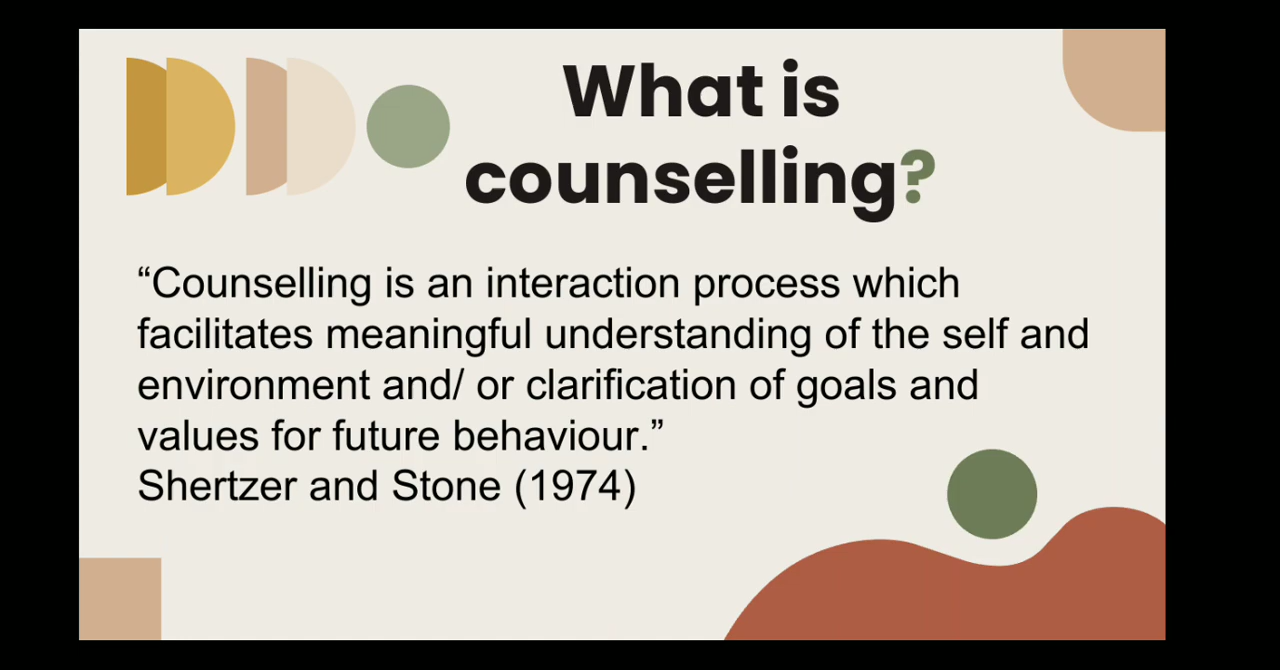 What is
counselling?
“Counselling is an interaction process which
facilitates meaningful understanding of the self and
environment and/ or clarification of goals and
values for future behaviour.”
Shertzer and Stone (1974)